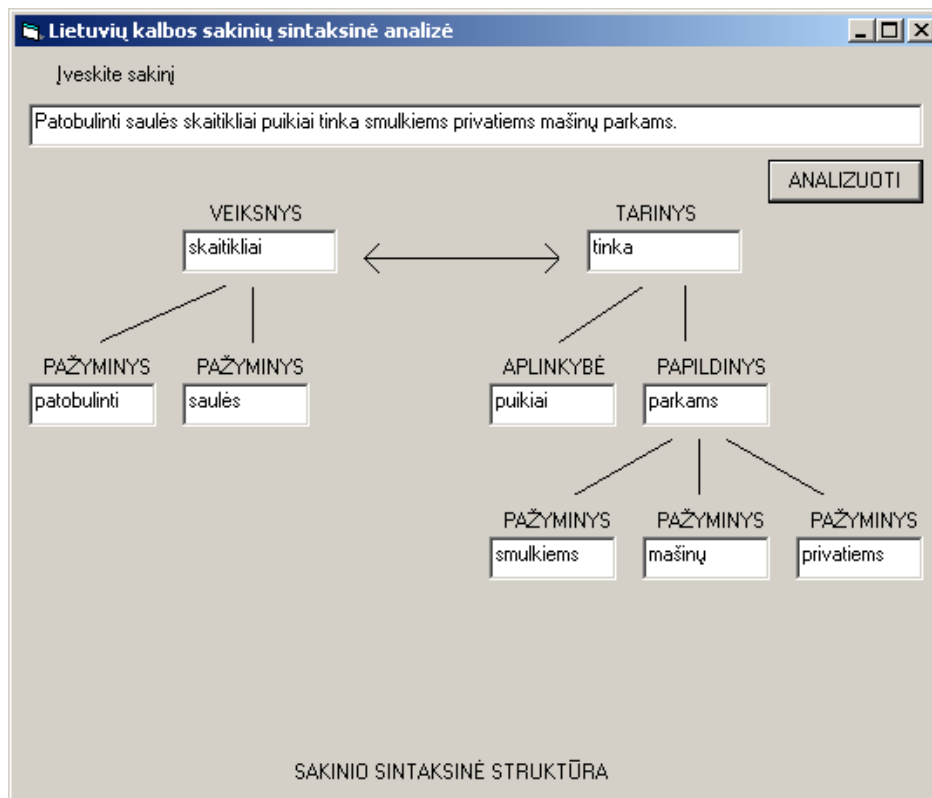 Lietuvių kalbos sakinių sintaksinė analizė
Įveskite sakinį
Patobulinti saulės skaitikliai puikiai tinka smulkiems privatiems mašinų parkams.
ANALIZUOTI
VEIKSNYS TARINYS
skaitikliai tinka
PAŽYMINYS PAŽYMINYS APLINKYBĖ PAPILDINYS
patobulinti saulės puikiai parkams
PAŽYMINYS PAŽYMINYS PAŽYMINYS
smulkiems mašinų privatiems
SAKINIO SINTAKSINĖ STRUKTŪRA